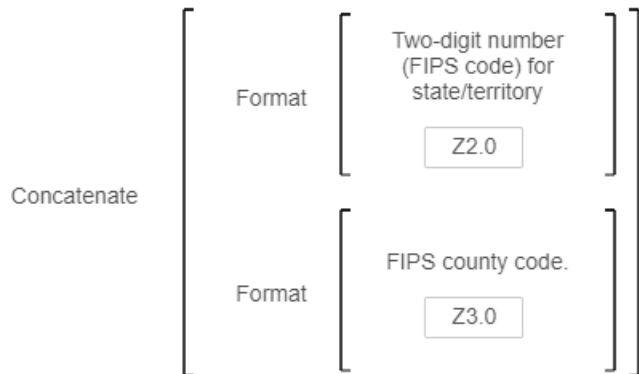 Concatenate
Format
Two-digit number
(FIPS code) for
state/territory
Z2.0
Format
FIPS county code.
Z3.0